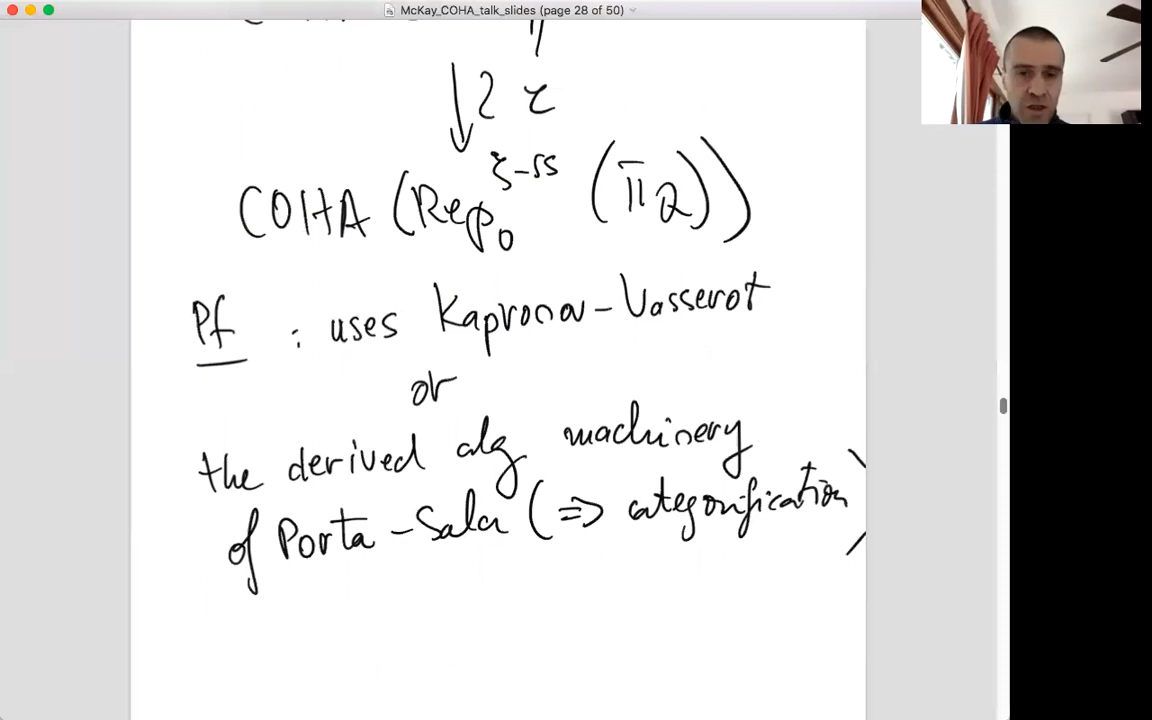 McKay_COHA_talk_slides (page 28 of 50)
≀ τ
COHA (Rep₀^{ζ-ss} (ΠQ))
Pf : uses Kapranov-Vasserot
or
the derived alg machinery
of Porta-Sala (⇒ categorification)